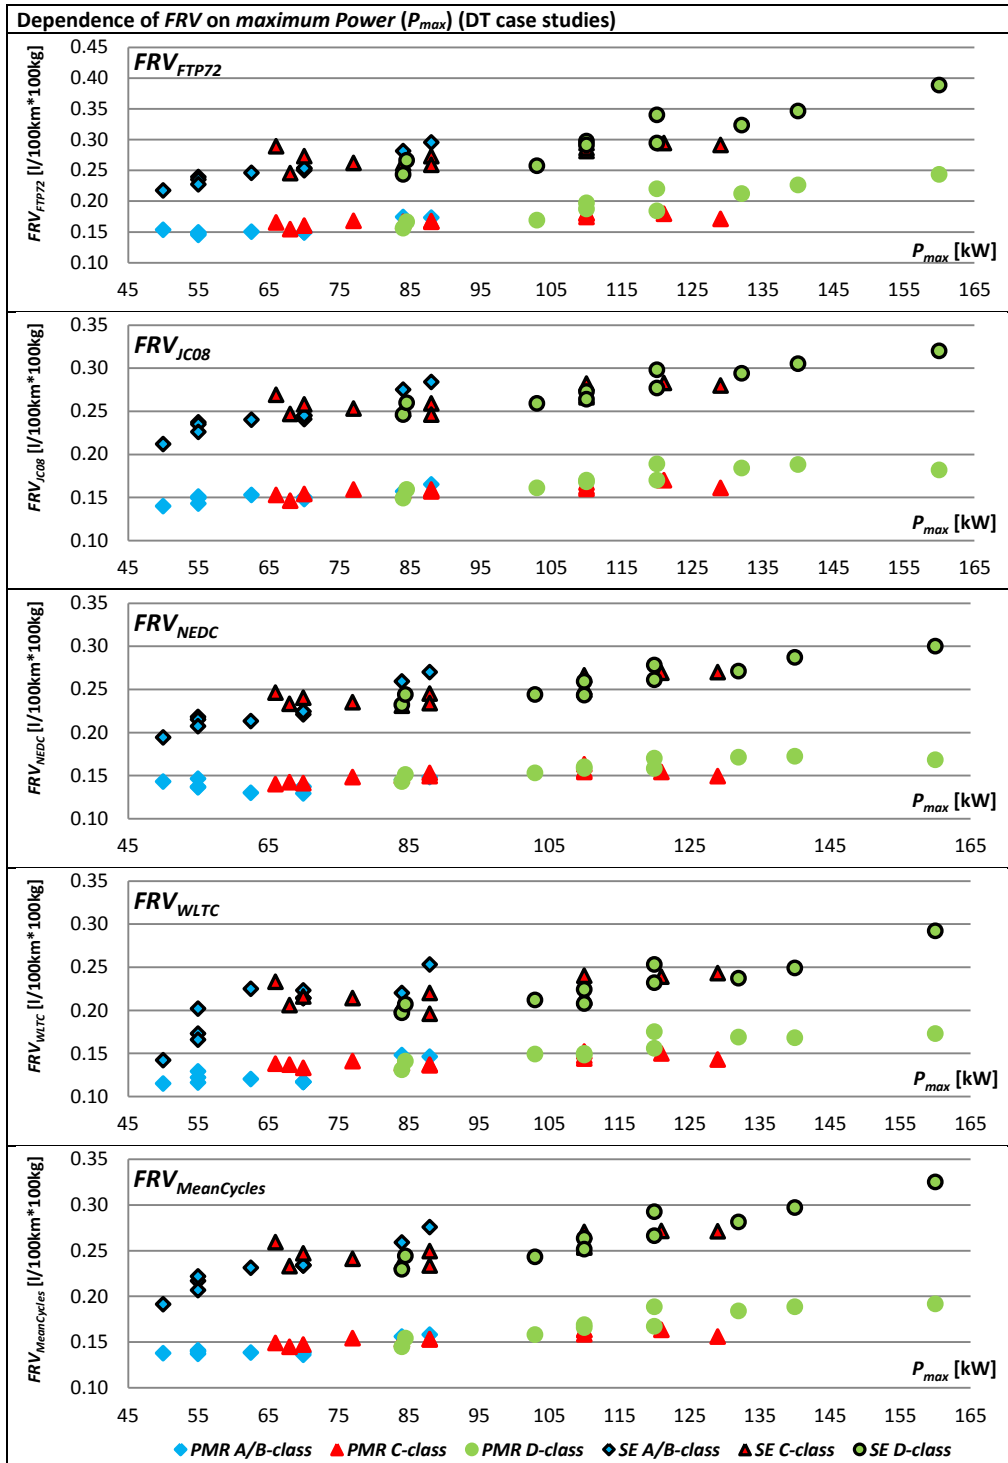 Dependence of FRV on maximum Power (Pmax) (DT case studies)
FRVFTP72 [l/100km*100kg]
FRVFTP72
0.45
0.40
0.35
0.30
0.25
0.20
0.15
0.10
Pmax [kW]
45 55 65 75 85 95 105 115 125 135 145 155 165
FRVJC08 [l/100km*100kg]
FRVJC08
0.35
0.30
0.25
0.20
0.15
0.10
Pmax [kW]
45 55 65 75 85 95 105 115 125 135 145 155 165
FRVNEDC [l/100km*100kg]
FRVNEDC
0.35
0.30
0.25
0.20
0.15
0.10
Pmax [kW]
45 65 85 105 125 145 165
FRVWLTC [l/100km*100kg]
FRVWLTC
0.35
0.30
0.25
0.20
0.15
0.10
Pmax [kW]
45 55 65 75 85 95 105 115 125 135 145 155 165
FRVMeanCycles [l/100km*100kg]
FRVMeanCycles
0.35
0.30
0.25
0.20
0.15
0.10
Pmax [kW]
45 55 65 75 85 95 105 115 125 135 145 155 165
PMR A/B-class PMR C-class PMR D-class SE A/B-class SE C-class SE D-class